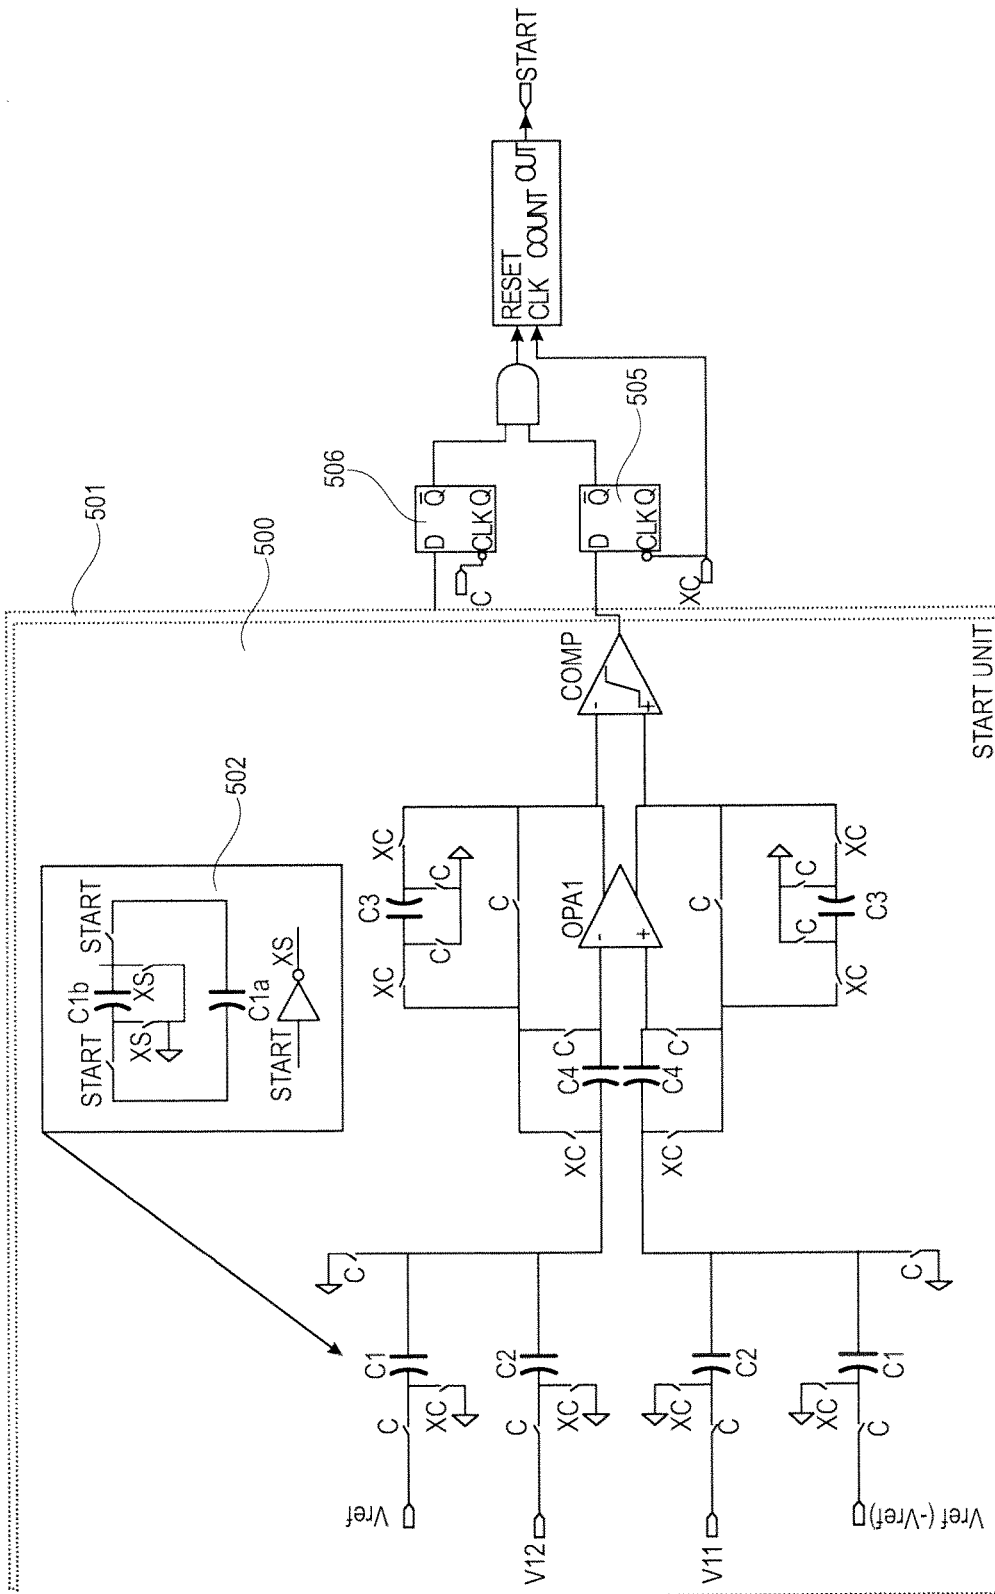 501
500
START UNIT
502
START
C1b
START
XS
XS
C1a
START
XS
Vref
C
XC
C1
C
V12
C
XC
C2
V11
C
XC
C2
Vref (-Vref)
C
XC
C1
C
XC
C
C4
C4
XC
C
XC
C3
XC
C
C
C
OPA1
-
+
C
XC
C
C
XC
C3
COMP
-
+
506
D
Q̅
CLK
Q
C
505
D
Q̅
CLK
Q
XC
RESET
CLK COUNT OUT
START